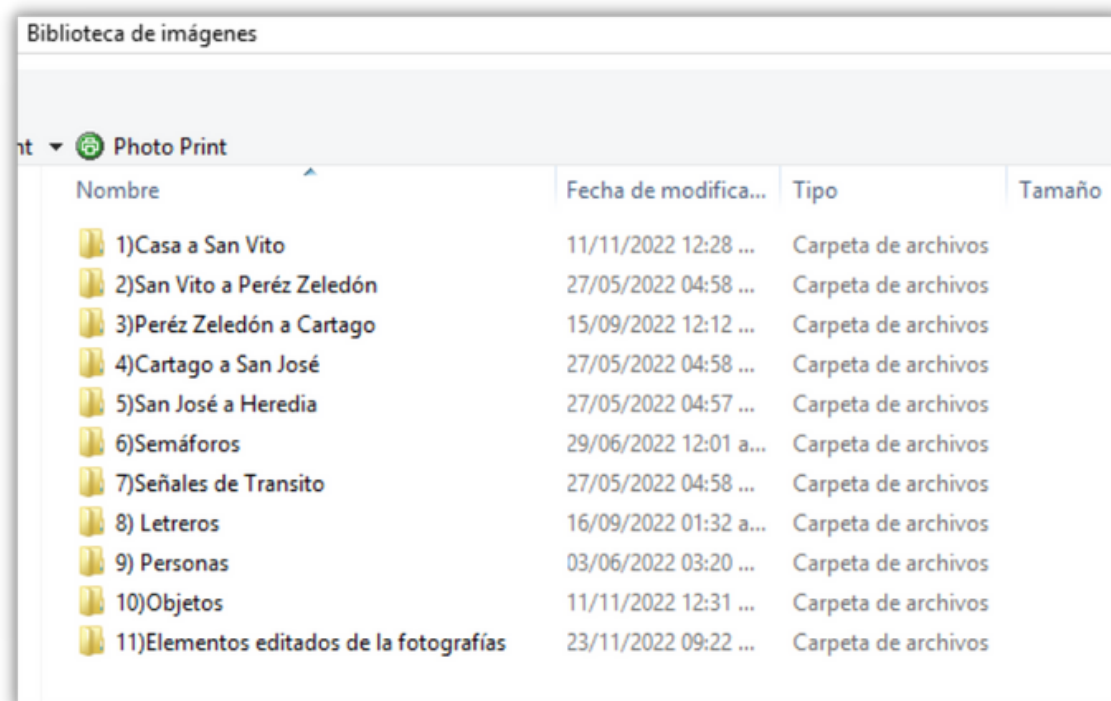 Biblioteca de imágenes
nt Photo Print
Nombre Fecha de modifica... Tipo Tamaño
1)Casa a San Vito 11/11/2022 12:28 ... Carpeta de archivos
2)San Vito a Peréz Zeledón 27/05/2022 04:58 ... Carpeta de archivos
3)Peréz Zeledón a Cartago 15/09/2022 12:12 ... Carpeta de archivos
4)Cartago a San José 27/05/2022 04:58 ... Carpeta de archivos
5)San José a Heredia 27/05/2022 04:57 ... Carpeta de archivos
6)Semáforos 29/06/2022 12:01 a... Carpeta de archivos
7)Señales de Transito 27/05/2022 04:58 ... Carpeta de archivos
8) Letreros 16/09/2022 01:32 a... Carpeta de archivos
9) Personas 03/06/2022 03:20 ... Carpeta de archivos
10)Objetos 11/11/2022 12:31 ... Carpeta de archivos
11)Elementos editados de la fotografías 23/11/2022 09:22 ... Carpeta de archivos